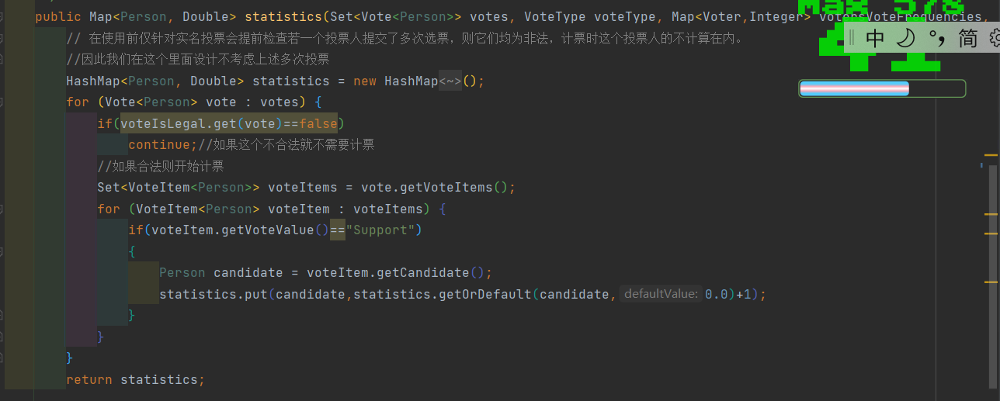 public Map<Person, Double> statistics(Set<Vote<Person>> votes, VoteType voteType, Map<Voter,Integer>
// 在使用前仅针对实名投票会提前检查若一个投票人提交了多次选票，则它们均为非法，计票时这个投票人的不计算在内。
中 °, 简
//因此我们在这个里面设计不考虑上述多次投票
HashMap<Person, Double> statistics = new HashMap<~>();
for (Vote<Person> vote : votes) {
if(voteIsLegal.get(vote)==false)
continue;//如果这个不合法就不需要计票
//如果合法则开始计票
Set<VoteItem<Person>> voteItems = vote.getVoteItems();
for (VoteItem<Person> voteItem : voteItems) {
if(voteItem.getVoteValue()=="Support")
{
Person candidate = voteItem.getCandidate();
statistics.put(candidate,statistics.getOrDefault(candidate, defaultValue: 0.0)+1);
}
}
}
return statistics;